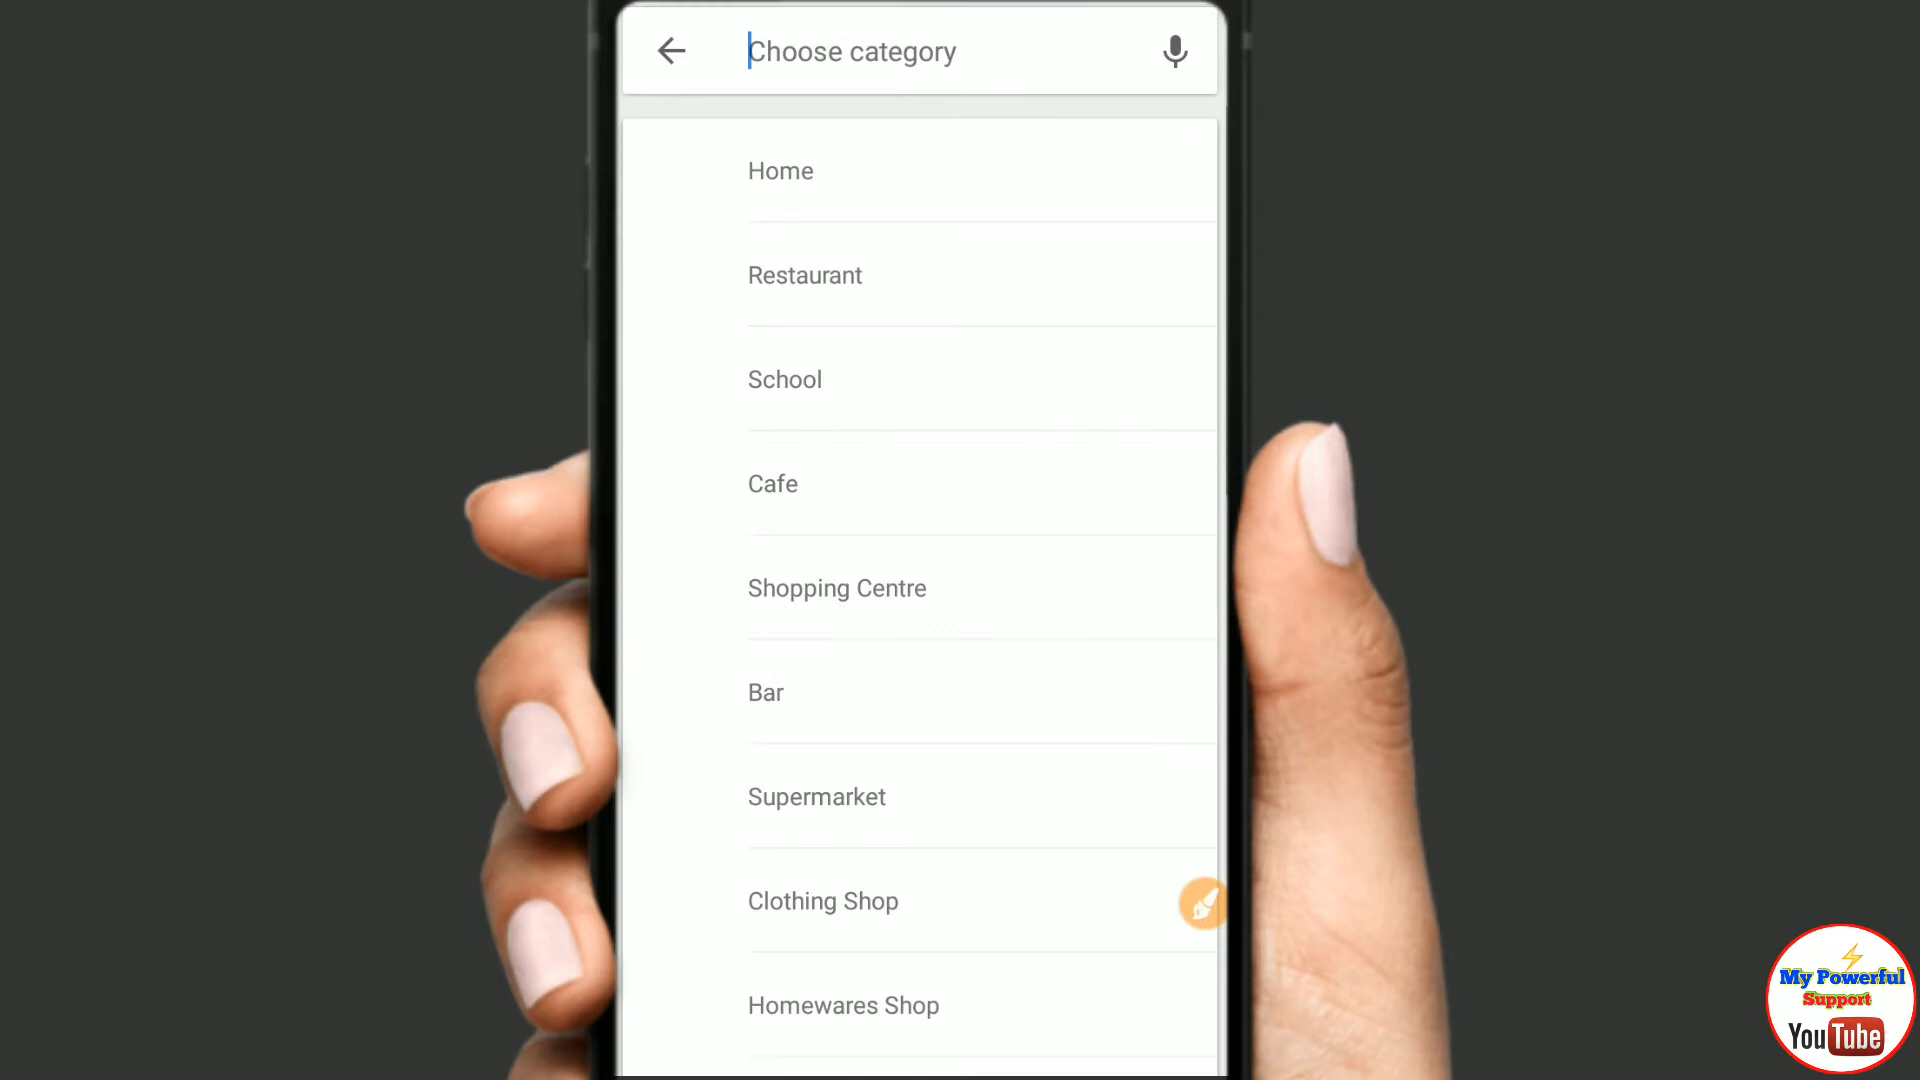 Choose category
Home
Restaurant
School
Cafe
Shopping Centre
Bar
Supermarket
Clothing Shop
Homewares Shop
My Powerful
Support
YouTube